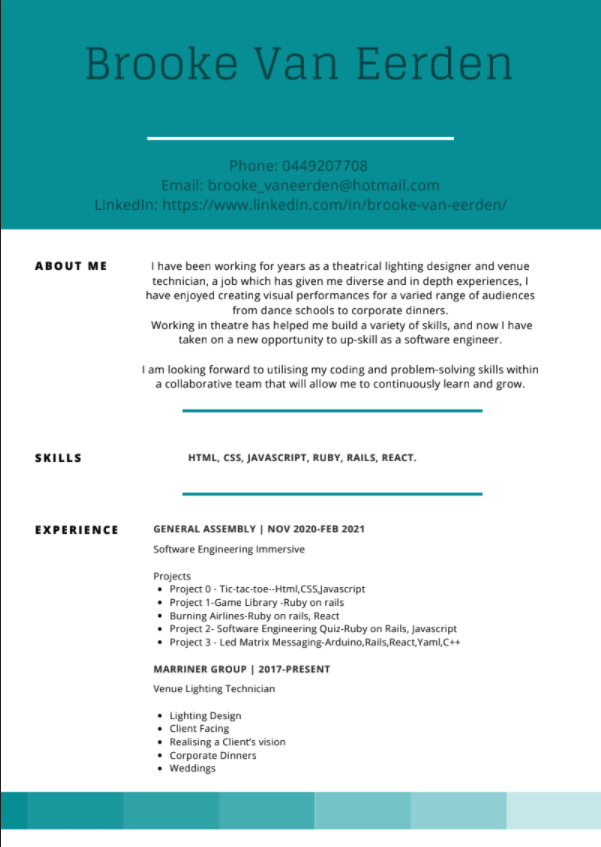 Brooke Van Eerden
Phone: 0449207708
Email: brooke_vaneerden@hotmail.com
LinkedIn: https://www.linkedin.com/in/brooke-van-eerden/
ABOUT ME
I have been working for years as a theatrical lighting designer and venue
technician, a job which has given me diverse and in depth experiences, I
have enjoyed creating visual performances for a varied range of audiences
from dance schools to corporate dinners.
Working in theatre has helped me build a variety of skills, and now I have
taken on a new opportunity to up-skill as a software engineer.
I am looking forward to utilising my coding and problem-solving skills within
a collaborative team that will allow me to continuously learn and grow.
SKILLS
HTML, CSS, JAVASCRIPT, RUBY, RAILS, REACT.
EXPERIENCE
GENERAL ASSEMBLY | NOV 2020-FEB 2021
Software Engineering Immersive
Projects
• Project 0 - Tic-tac-toe--Html,CSS,Javascript
• Project 1-Game Library -Ruby on rails
• Burning Airlines-Ruby on rails, React
• Project 2- Software Engineering Quiz-Ruby on Rails, Javascript
• Project 3 - Led Matrix Messaging-Arduino,Rails,React,Yaml,C++
MARRINER GROUP | 2017-PRESENT
Venue Lighting Technician
• Lighting Design
• Client Facing
• Realising a Client's vision
• Corporate Dinners
• Weddings